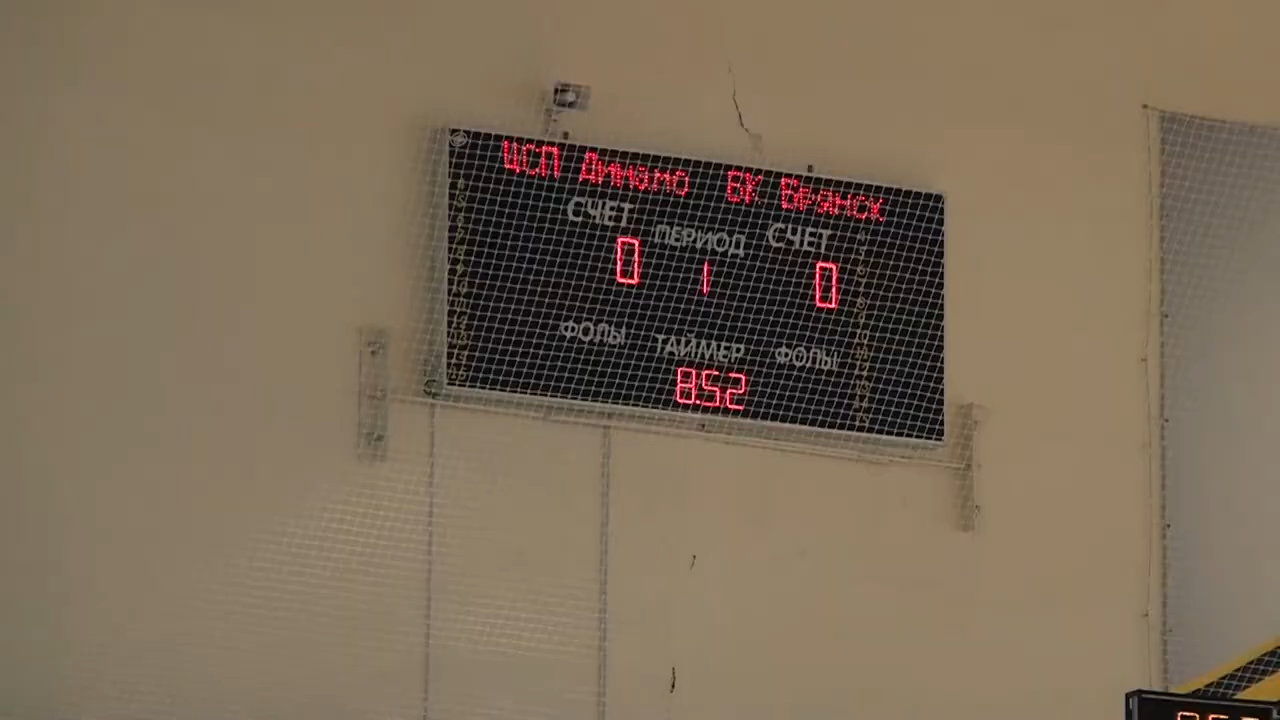 ЦСП Динамо БК Брянск
СЧЕТ ПЕРИОД СЧЕТ
0 1 0
ФОЛЫ ТАЙМЕР ФОЛЫ
8:52